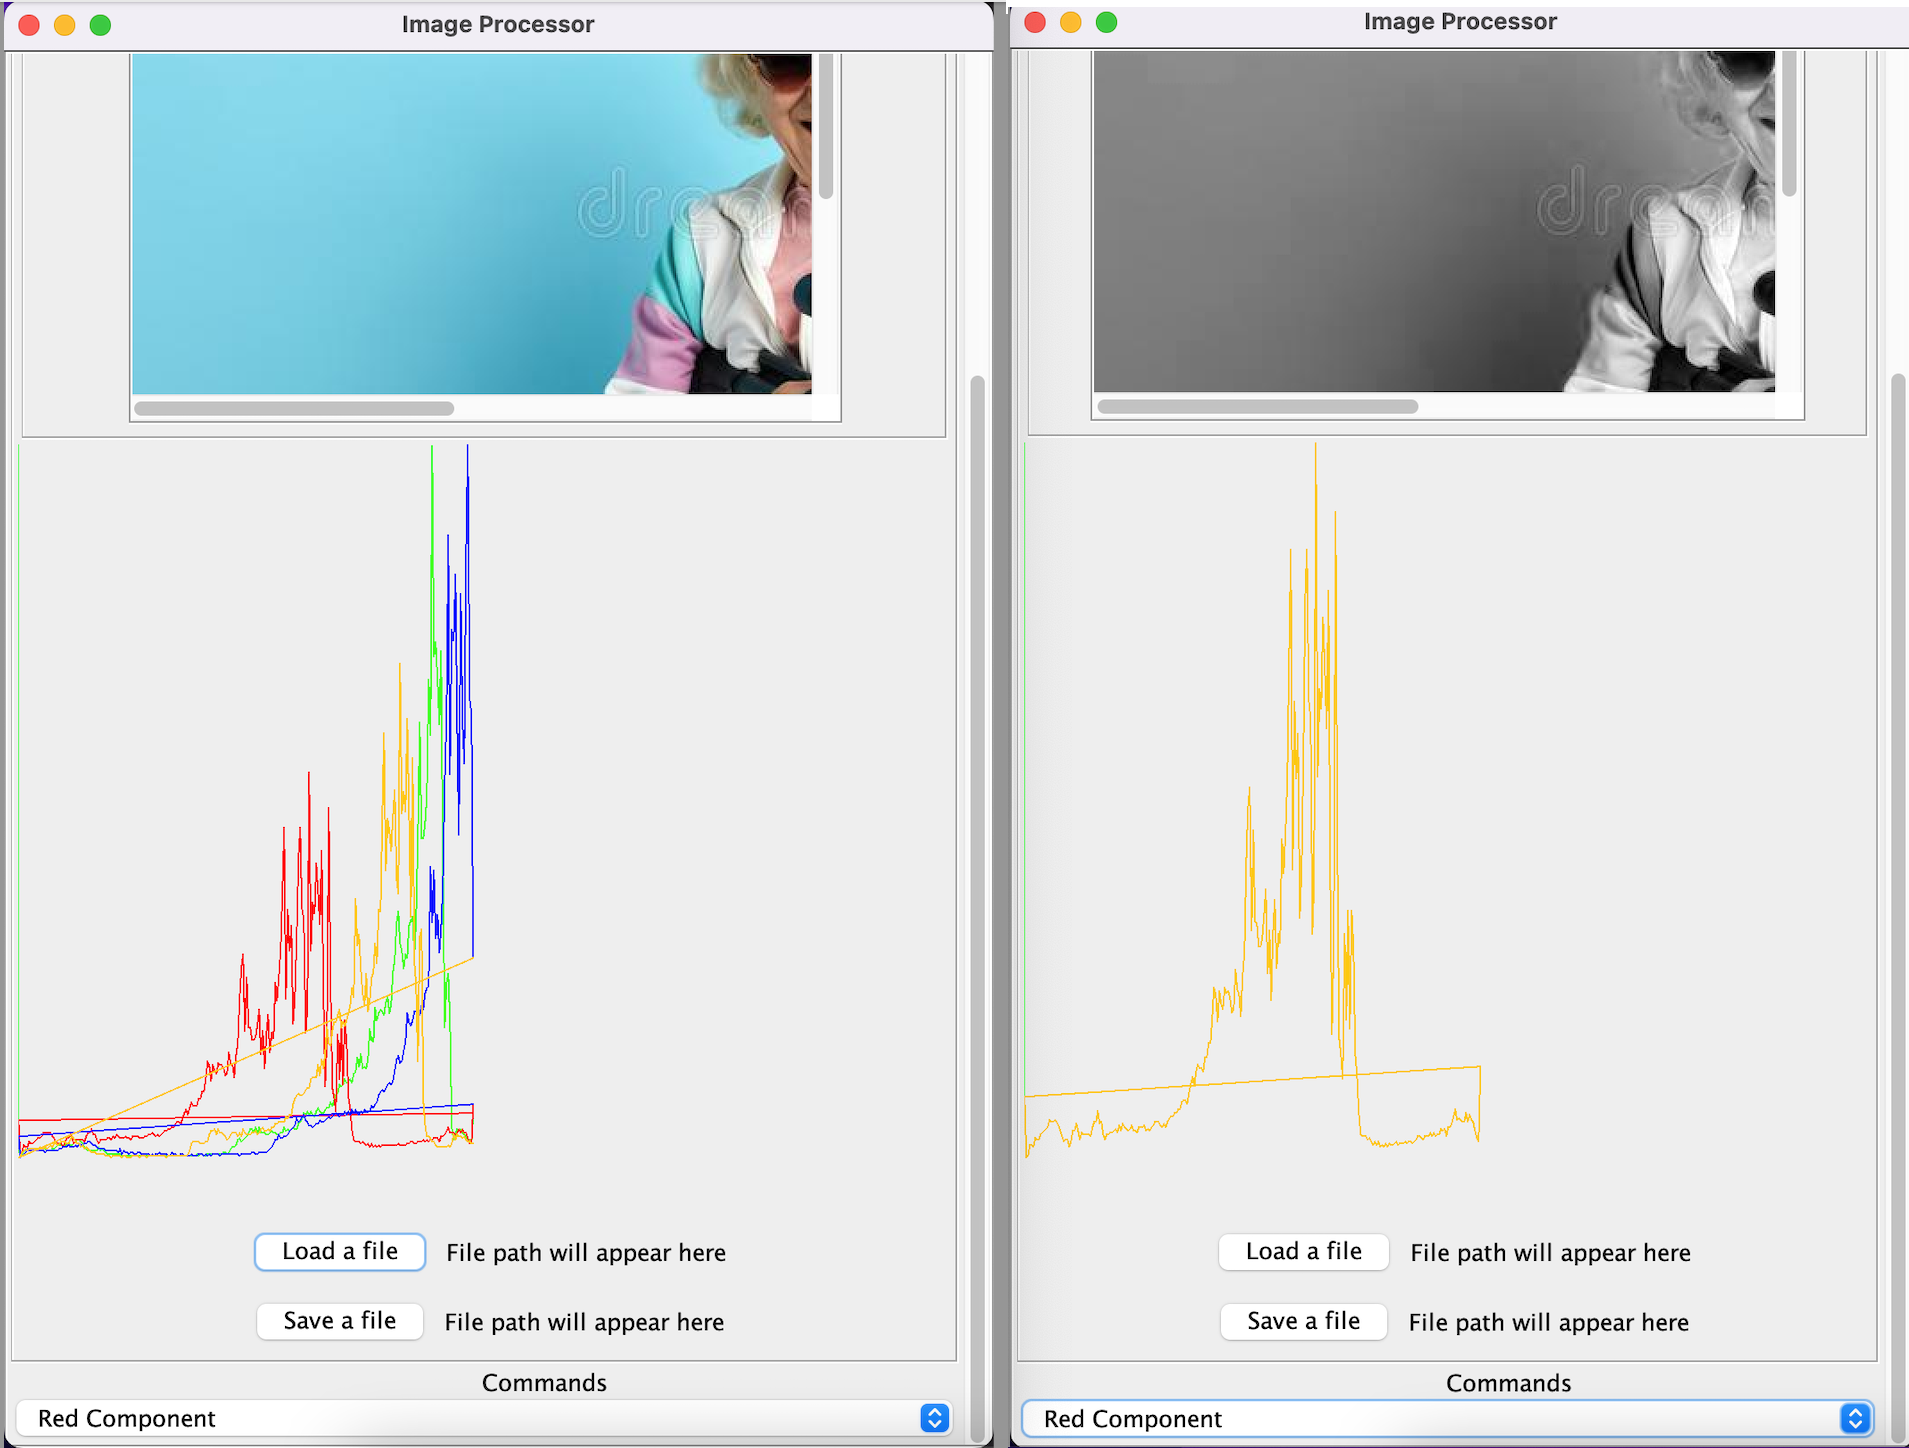 Image Processor
drean
Load a file File path will appear here
Save a file File path will appear here
Commands
Red Component
Image Processor
drean
Load a file File path will appear here
Save a file File path will appear here
Commands
Red Component